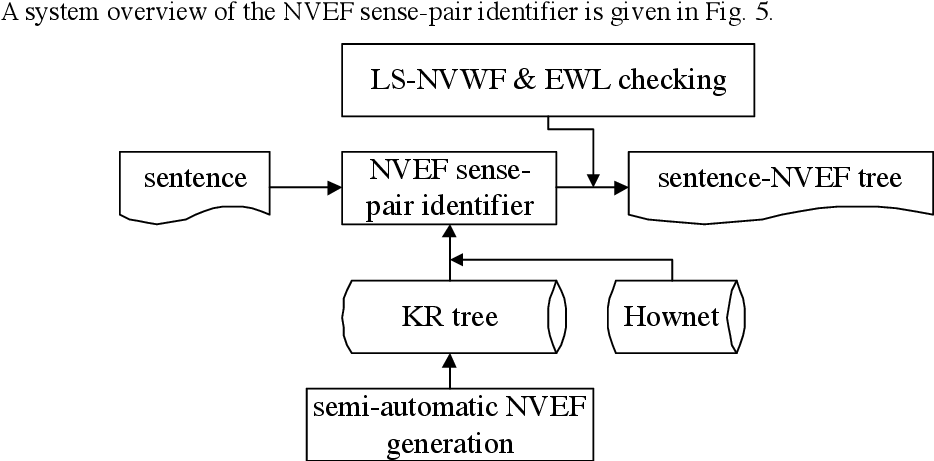 A system overview of the NVEF sense-pair identifier is given in Fig. 5.
LS-NVWF & EWL checking
sentence
NVEF sense-
pair identifier
sentence-NVEF tree
KR tree
Hownet
semi-automatic NVEF
generation